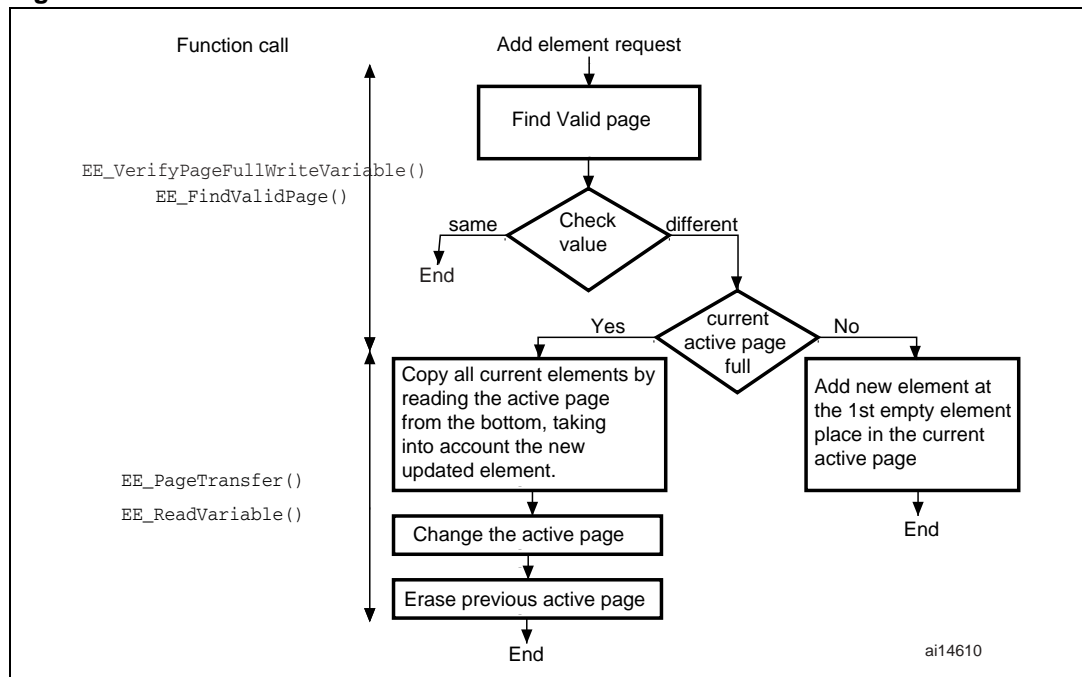 Function call
Add element request
Find Valid page
EE_VerifyPageFullWriteVariable()
EE_FindValidPage()
same
Check
value
different
End
Yes
current
active page
full
No
Copy all current elements by
reading the active page
from the bottom, taking
into account the new
updated element.
Add new element at
the 1st empty element
place in the current
active page
EE_PageTransfer()
EE_ReadVariable()
End
Change the active page
Erase previous active page
End
ai14610